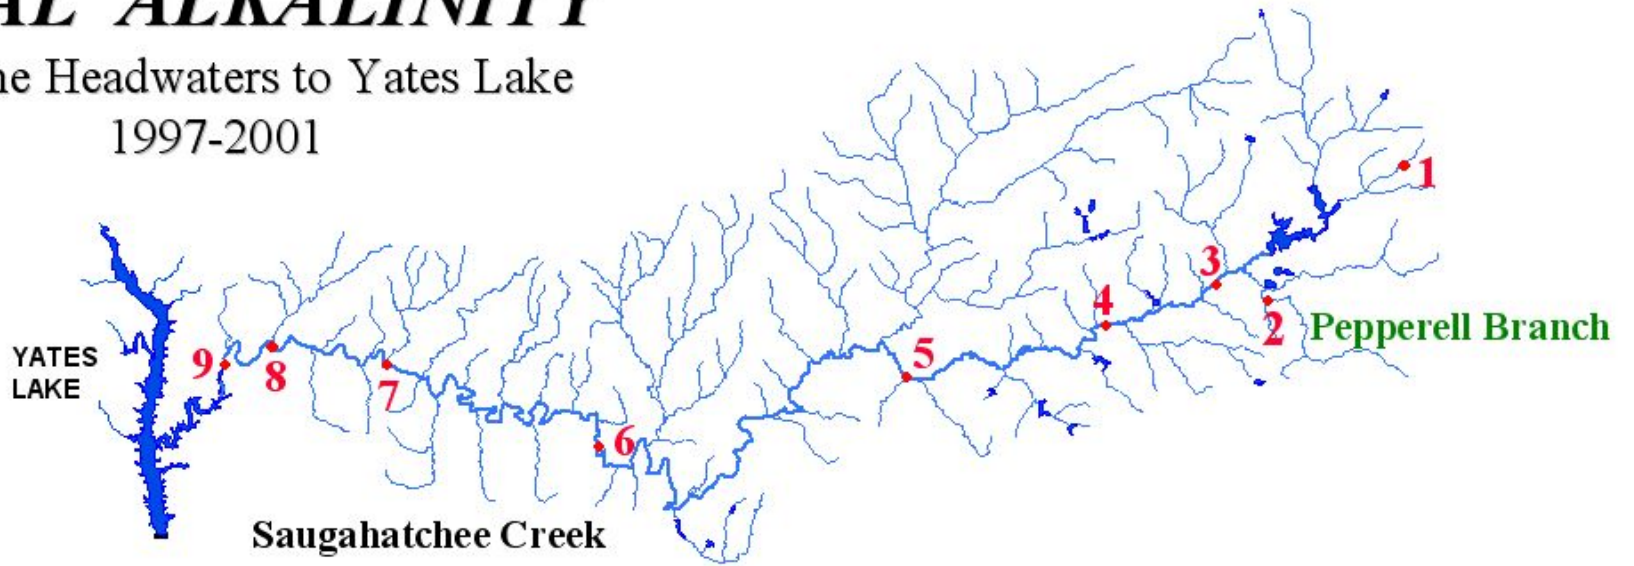 ALKALINITY
Headwaters to Yates Lake
1997-2001
1
2
Pepperell Branch
3
4
5
6
7
8
9
YATES
LAKE
Saugahatchee Creek